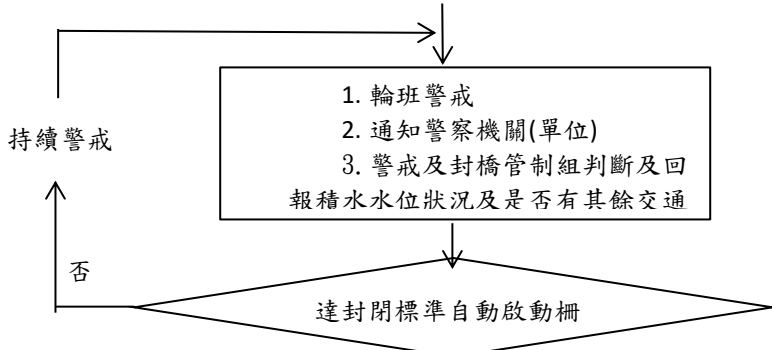 1. 輪班警戒
2. 通知警察機關(單位)
3. 警戒及封橋管制組判斷及回
報積水水位狀況及是否有其餘交通
持續警戒
否
達封閉標準自動啟動柵